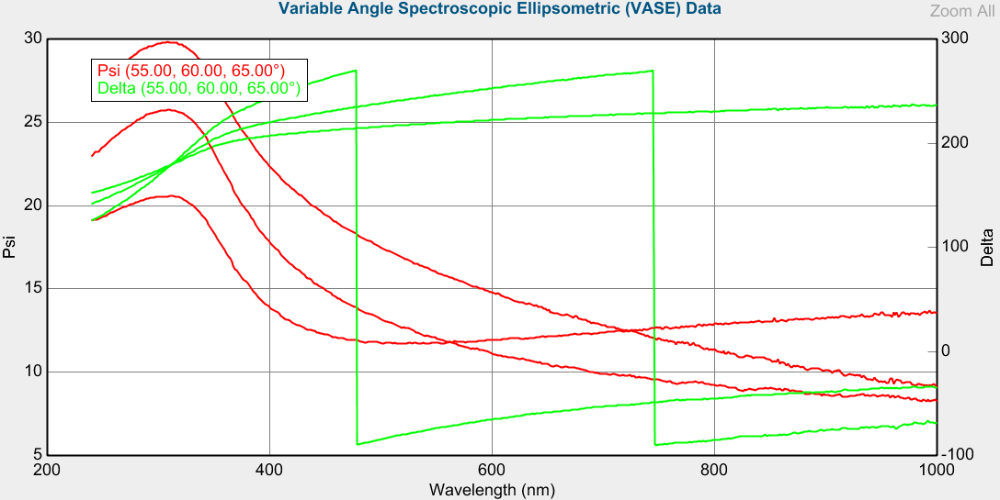 Variable Angle Spectroscopic Ellipsometric (VASE) Data
Zoom All
30
300
Psi (55.00, 60.00, 65.00°)
Delta (55.00, 60.00, 65.00°)
25
200
20
Psi
100
Delta
15
0
10
5
-100
200
400
600
800
1000
Wavelength (nm)